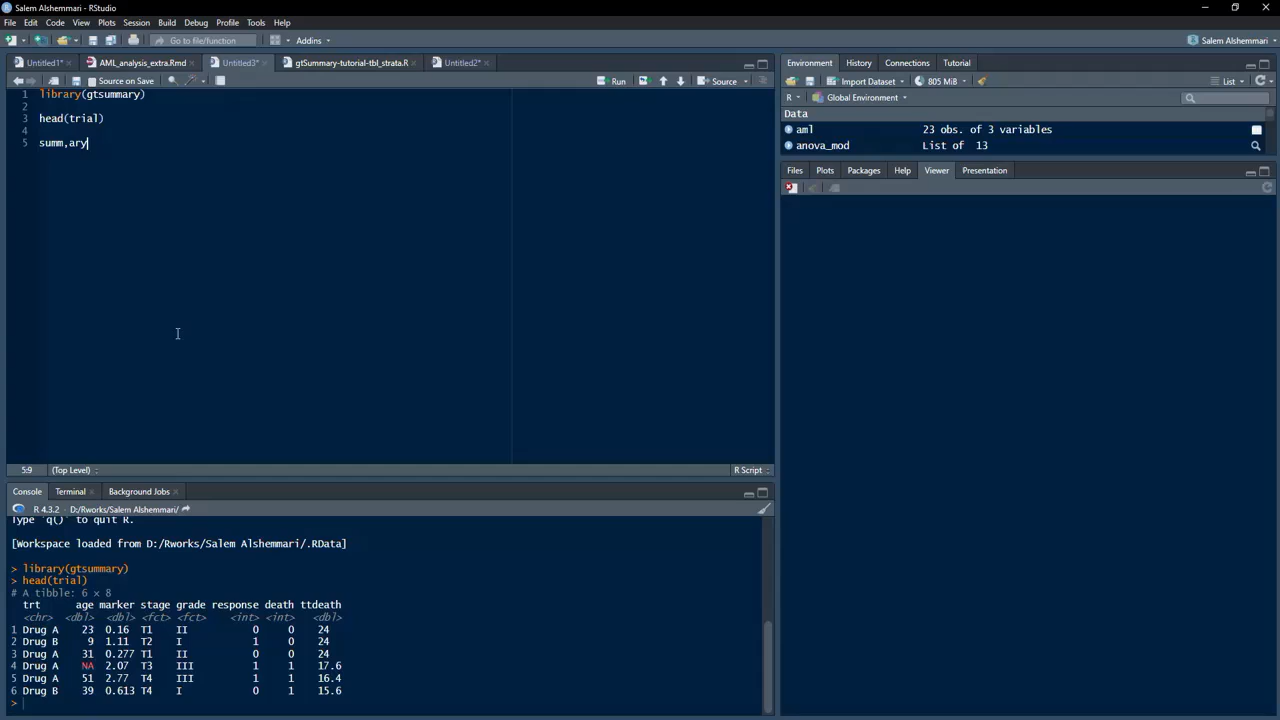 Salem Alshemmari - RStudio
File Edit Code View Plots Session Build Debug Profile Tools Help
Go to file/function Addins Salem Alshemmari
Untitled1* AML_analysis_extra.Rmd Untitled3* gtSummary-tutorial-tbl_strata.R Untitled2*
Source on Save Run Source
1 library(gtsummary)
2
3 head(trial)
4
5 summ,ary
5:9 (Top Level) R Script
Console Terminal Background Jobs
R 4.3.2 · D:/Rworks/Salem Alshemmari/
Type 'q()' to quit R.
[Workspace loaded from D:/Rworks/Salem Alshemmari/.RData]
> library(gtsummary)
> head(trial)
# A tibble: 6 × 8
trt age marker stage grade response death ttdeath
<chr> <dbl> <dbl> <fct> <fct> <int> <int> <dbl>
1 Drug A 23 0.16 T1 II 0 0 24
2 Drug B 9 1.11 T2 I 1 0 24
3 Drug A 31 0.277 T1 II 0 0 24
4 Drug A NA 2.07 T3 III 1 1 17.6
5 Drug A 51 2.77 T4 III 1 1 16.4
6 Drug B 39 0.613 T4 I 0 1 15.6
>
Environment History Connections Tutorial
Import Dataset 805 MiB List
R Global Environment
Data
aml 23 obs. of 3 variables
anova_mod List of 13
Files Plots Packages Help Viewer Presentation